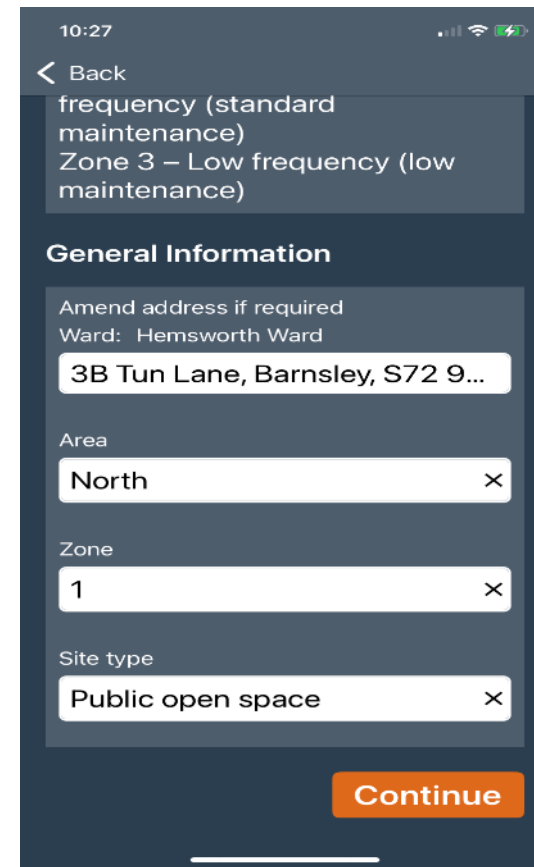 10:27
Back
frequency (standard
maintenance)
Zone 3 – Low frequency (low
maintenance)
General Information
Amend address if required
Ward: Hemsworth Ward
3B Tun Lane, Barnsley, S72 9...
Area
North
Zone
1
Site type
Public open space
Continue